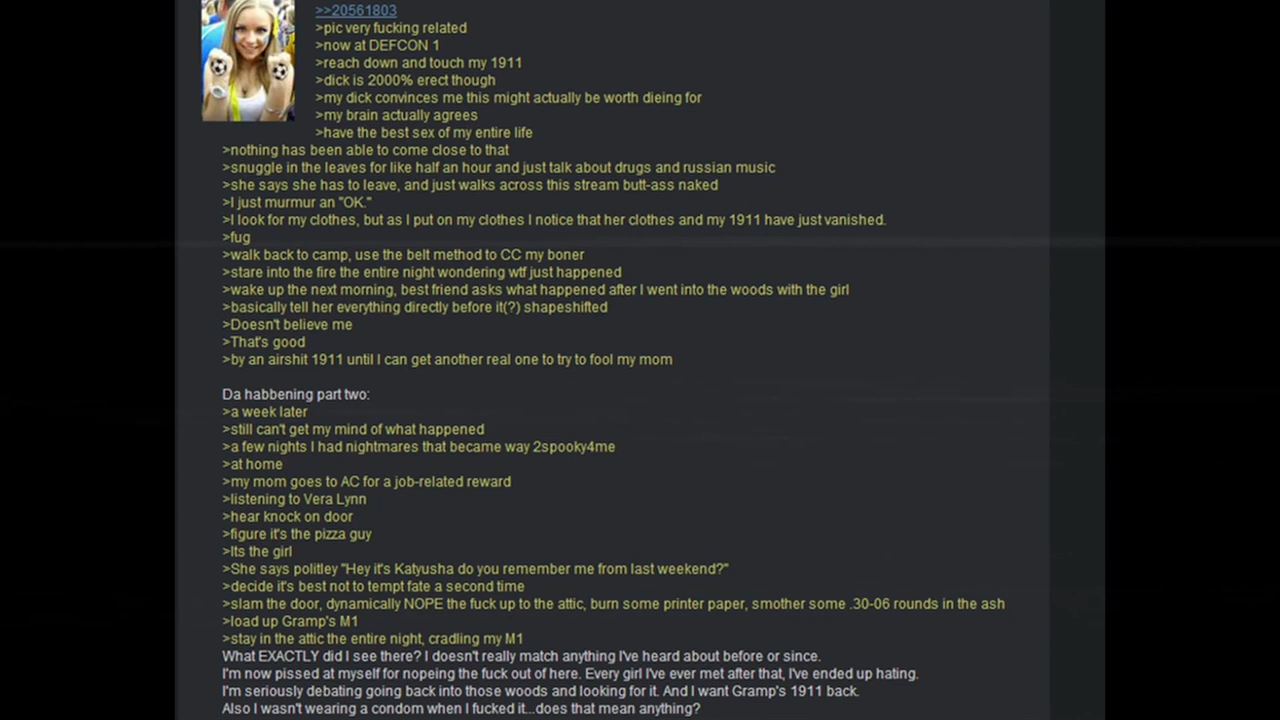 >>20561803
>pic very fucking related
>now at DEFCON 1
>reach down and touch my 1911
>dick is 2000% erect though
>my dick convinces me this might actually be worth dieing for
>my brain actually agrees
>have the best sex of my entire life
>nothing has been able to come close to that
>snuggle in the leaves for like half an hour and just talk about drugs and russian music
>she says she has to leave, and just walks across this stream butt-ass naked
>I just murmur an "OK."
>I look for my clothes, but as I put on my clothes I notice that her clothes and my 1911 have just vanished.
>fug
>walk back to camp, use the belt method to CC my boner
>stare into the fire the entire night wondering wtf just happened
>wake up the next morning, best friend asks what happened after I went into the woods with the girl
>basically tell her everything directly before it(?) shapeshifted
>Doesn't believe me
>That's good
>by an airshit 1911 until I can get another real one to try to fool my mom
Da habbening part two:
>a week later
>still can't get my mind of what happened
>a few nights I had nightmares that became way 2spooky4me
>at home
>my mom goes to AC for a job-related reward
>listening to Vera Lynn
>hear knock on door
>figure it's the pizza guy
>Its the girl
>She says politley "Hey it's Katyusha do you remember me from last weekend?"
>decide it's best not to tempt fate a second time
>slam the door, dynamically NOPE the fuck up to the attic, burn some printer paper, smother some .30-06 rounds in the ash
>load up Gramp's M1
>stay in the attic the entire night, cradling my M1
What EXACTLY did I see there? I doesn't really match anything I've heard about before or since.
I'm now pissed at myself for nopeing the fuck out of here. Every girl I've ever met after that, I've ended up hating.
I'm seriously debating going back into those woods and looking for it. And I want Gramp's 1911 back.
Also I wasn't wearing a condom when I fucked it...does that mean anything?